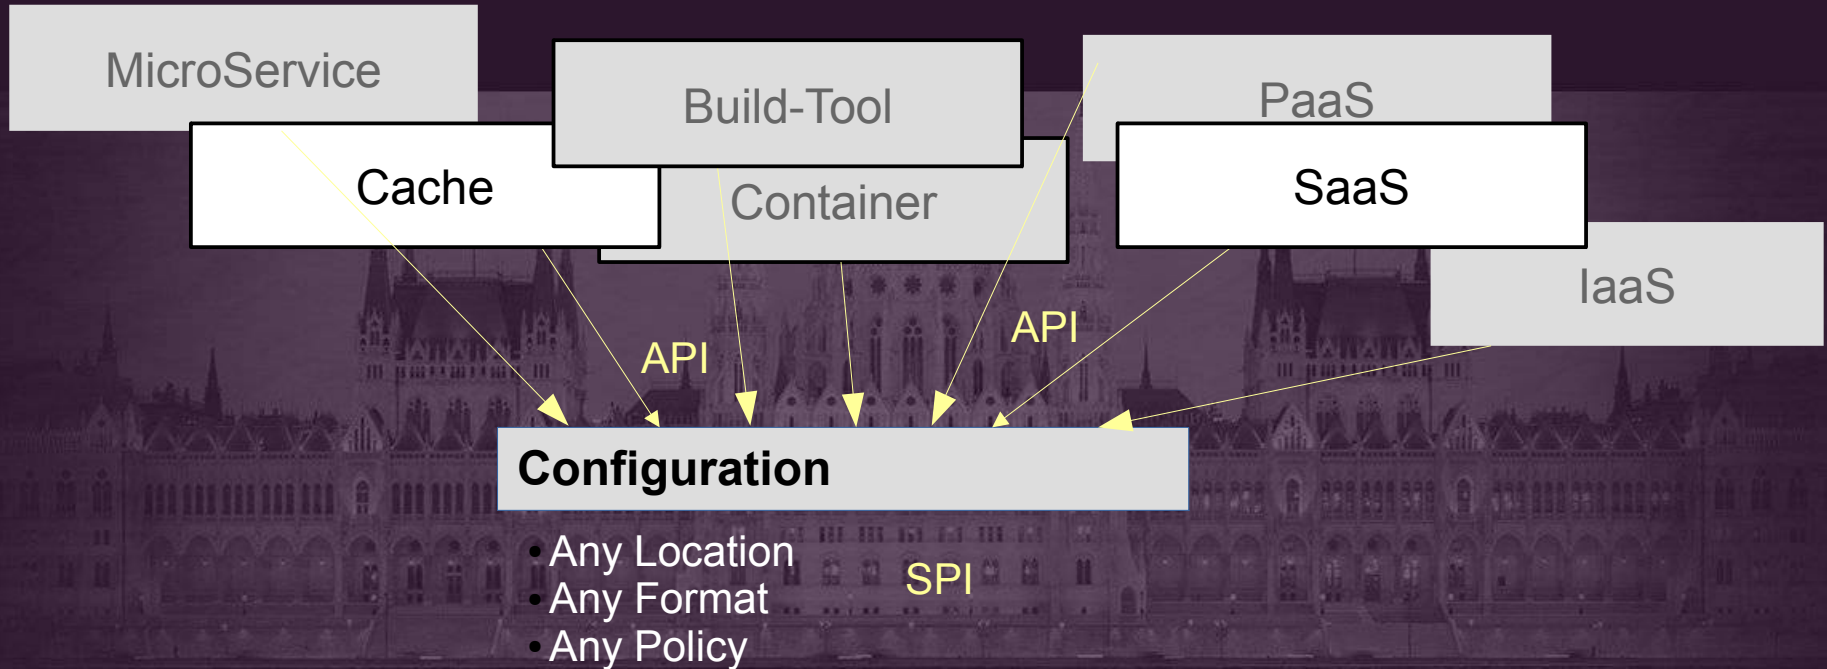 MicroService
Build-Tool
PaaS
Cache
Container
SaaS
IaaS
API
API
Configuration
•Any Location
•Any Format
•Any Policy
SPI